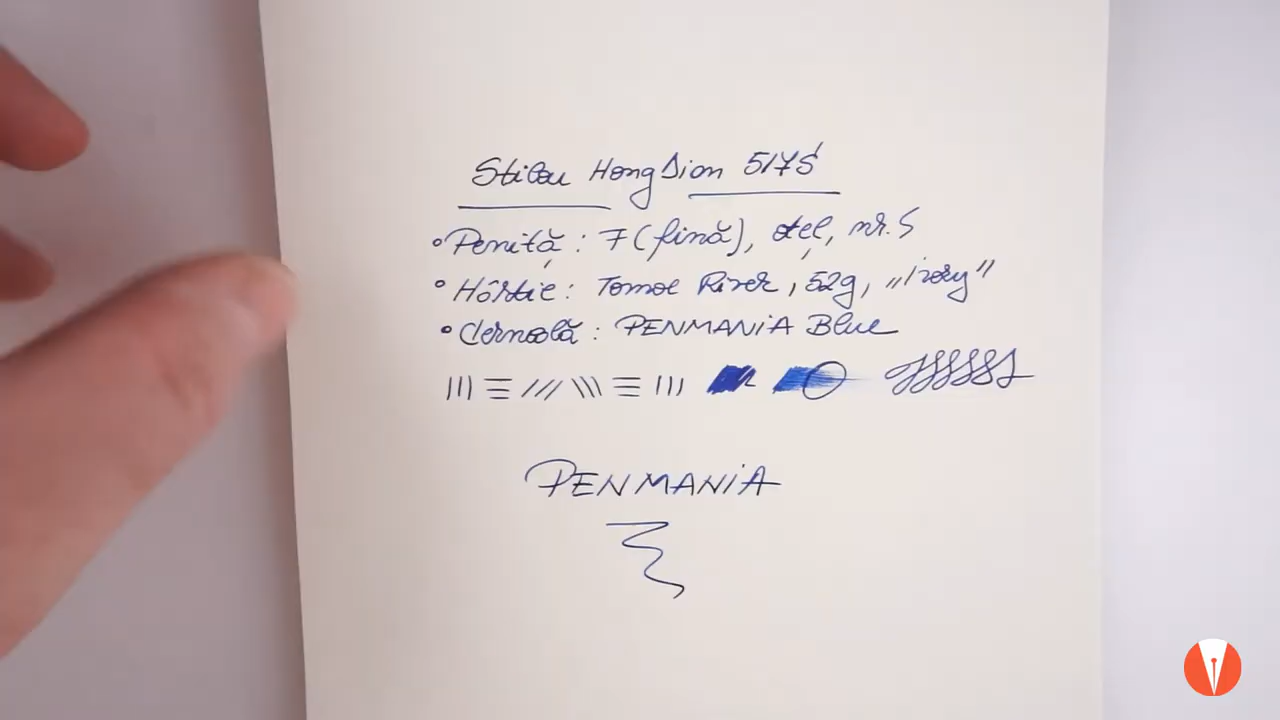 Stilou HongDian 517S
• Peniță : F (fină), oțel, nr. 5
• Hârtie : Tomoe River, 52g, „Ivory"
• Cerneală : PENMANIA Blue
PENMANIA